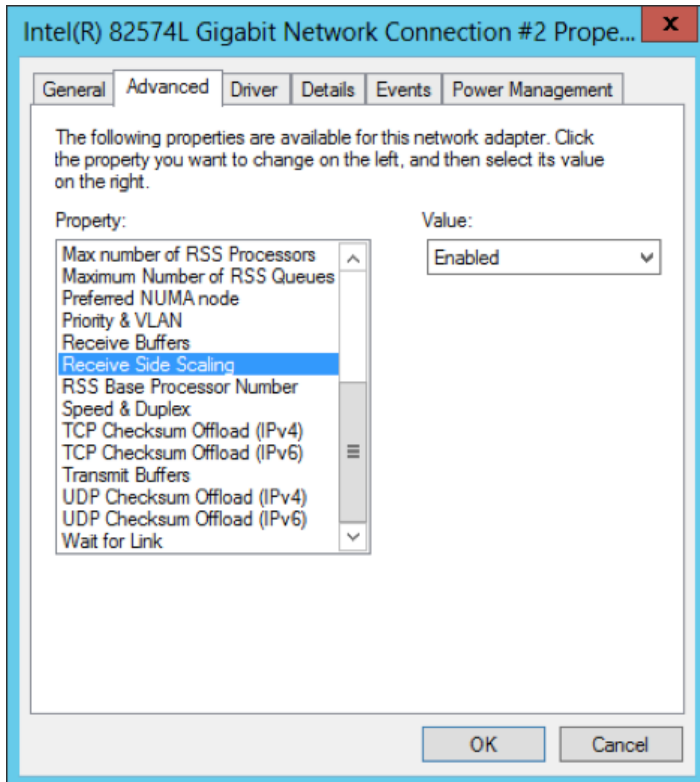 Intel(R) 82574L Gigabit Network Connection #2 Prope...
x
General Advanced Driver Details Events Power Management
The following properties are available for this network adapter. Click
the property you want to change on the left, and then select its value
on the right.
Property:
Value:
Max number of RSS Processors
Enabled
Maximum Number of RSS Queues
Preferred NUMA node
Priority & VLAN
Receive Buffers
Receive Side Scaling
RSS Base Processor Number
Speed & Duplex
TCP Checksum Offload (IPv4)
TCP Checksum Offload (IPv6)
Transmit Buffers
UDP Checksum Offload (IPv4)
UDP Checksum Offload (IPv6)
Wait for Link
OK
Cancel